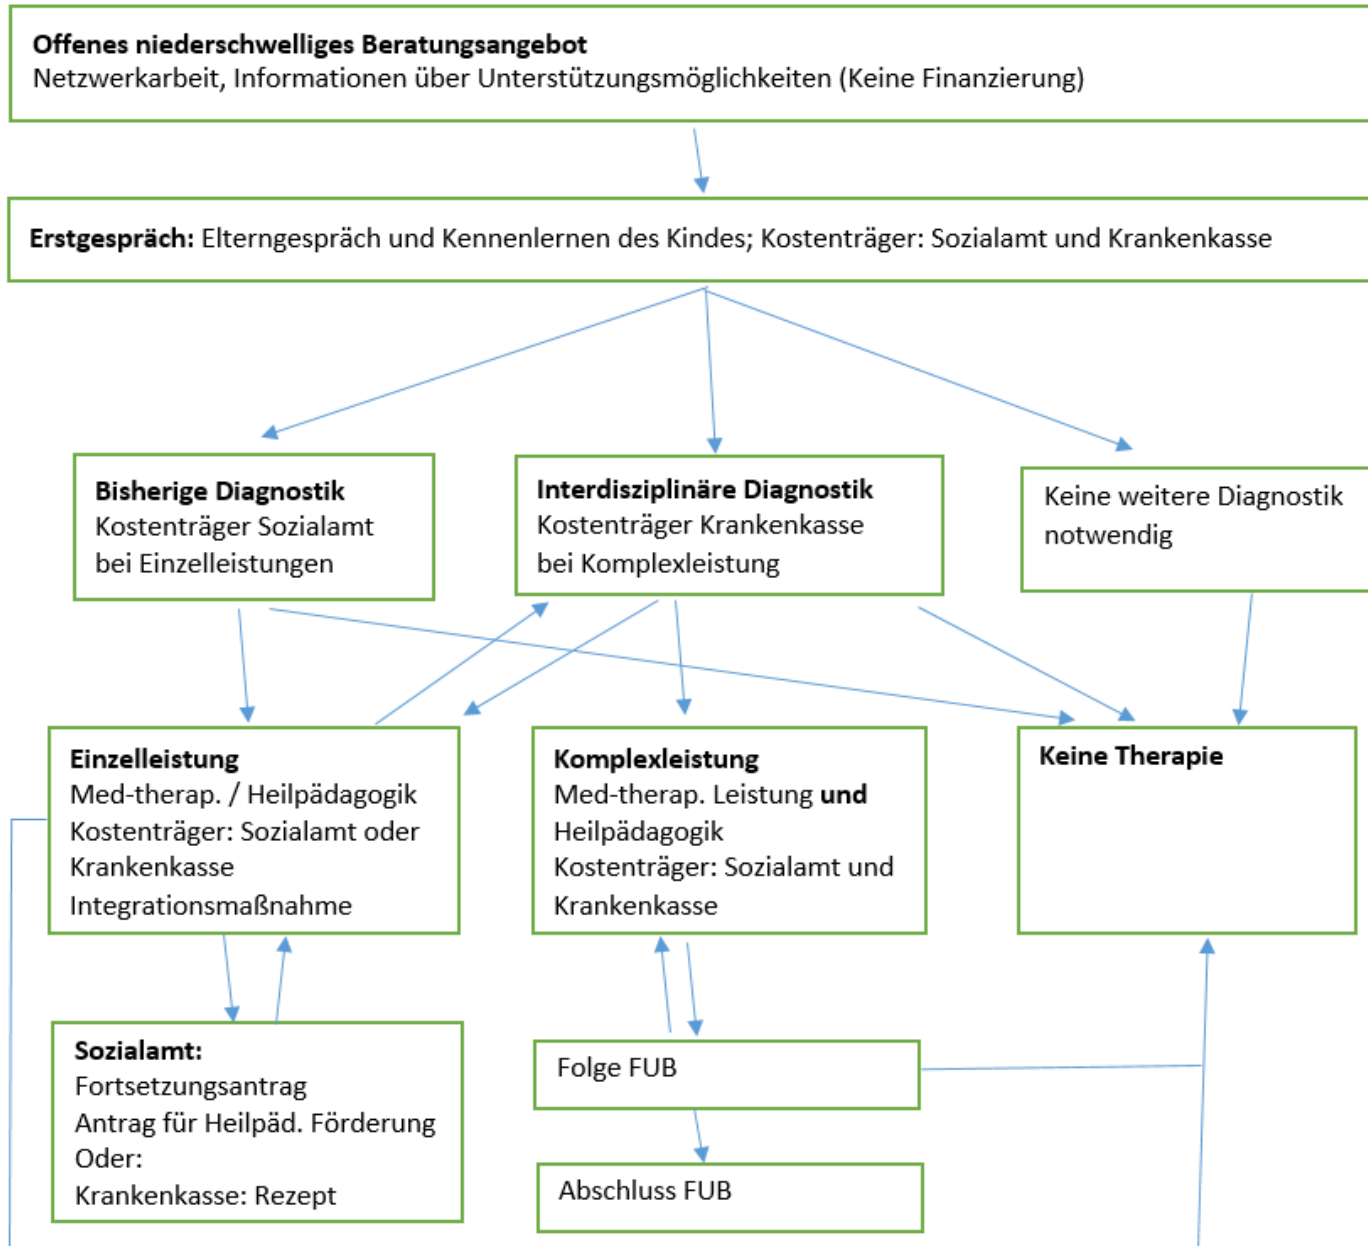 Offenes niederschwelliges Beratungsangebot
Netzwerkarbeit, Informationen über Unterstützungsmöglichkeiten (Keine Finanzierung)
Erstgespräch: Elterngespräch und Kennenlernen des Kindes; Kostenträger: Sozialamt und Krankenkasse
Bisherige Diagnostik
Kostenträger Sozialamt
bei Einzelleistungen
Interdisziplinäre Diagnostik
Kostenträger Krankenkasse
bei Komplexleistung
Keine weitere Diagnostik
notwendig
Einzelleistung
Med-therap. / Heilpädagogik
Kostenträger: Sozialamt oder
Krankenkasse
Integrationsmaßnahme
Komplexleistung
Med-therap. Leistung und
Heilpädagogik
Kostenträger: Sozialamt und
Krankenkasse
Keine Therapie
Sozialamt:
Fortsetzungsantrag
Antrag für Heilpäd. Förderung
Oder:
Krankenkasse: Rezept
Folge FUB
Abschluss FUB